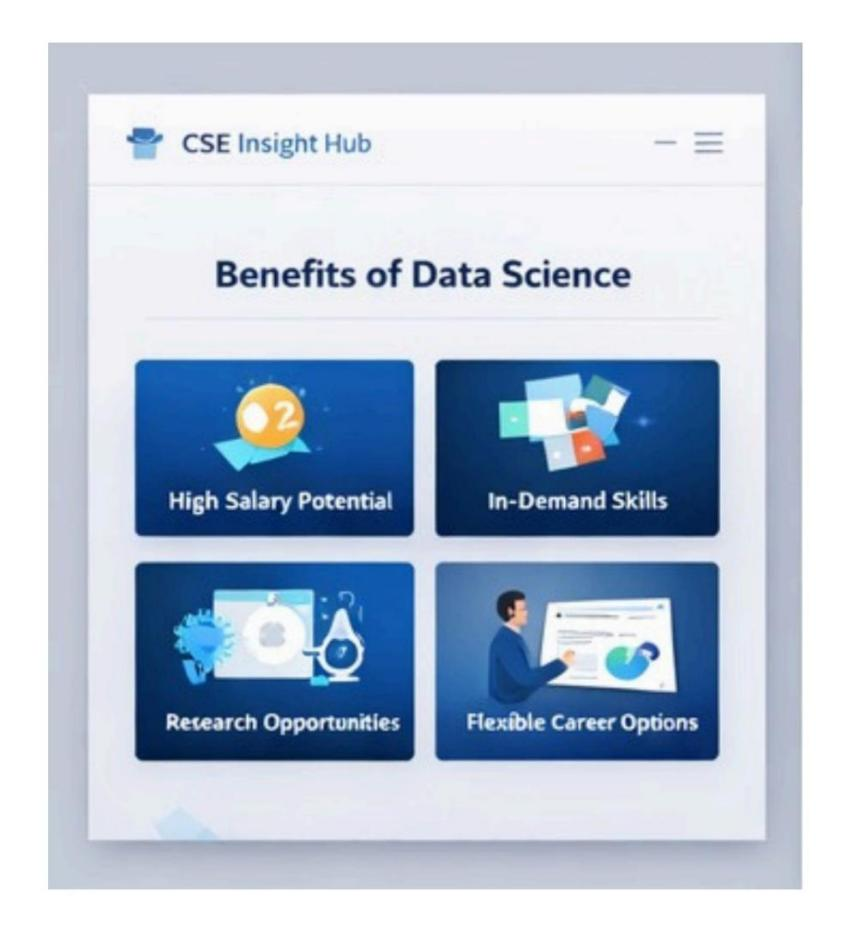 CSE Insight Hub
Benefits of Data Science
High Salary Potential
In-Demand Skills
Research Opportunities
Flexible Career Options